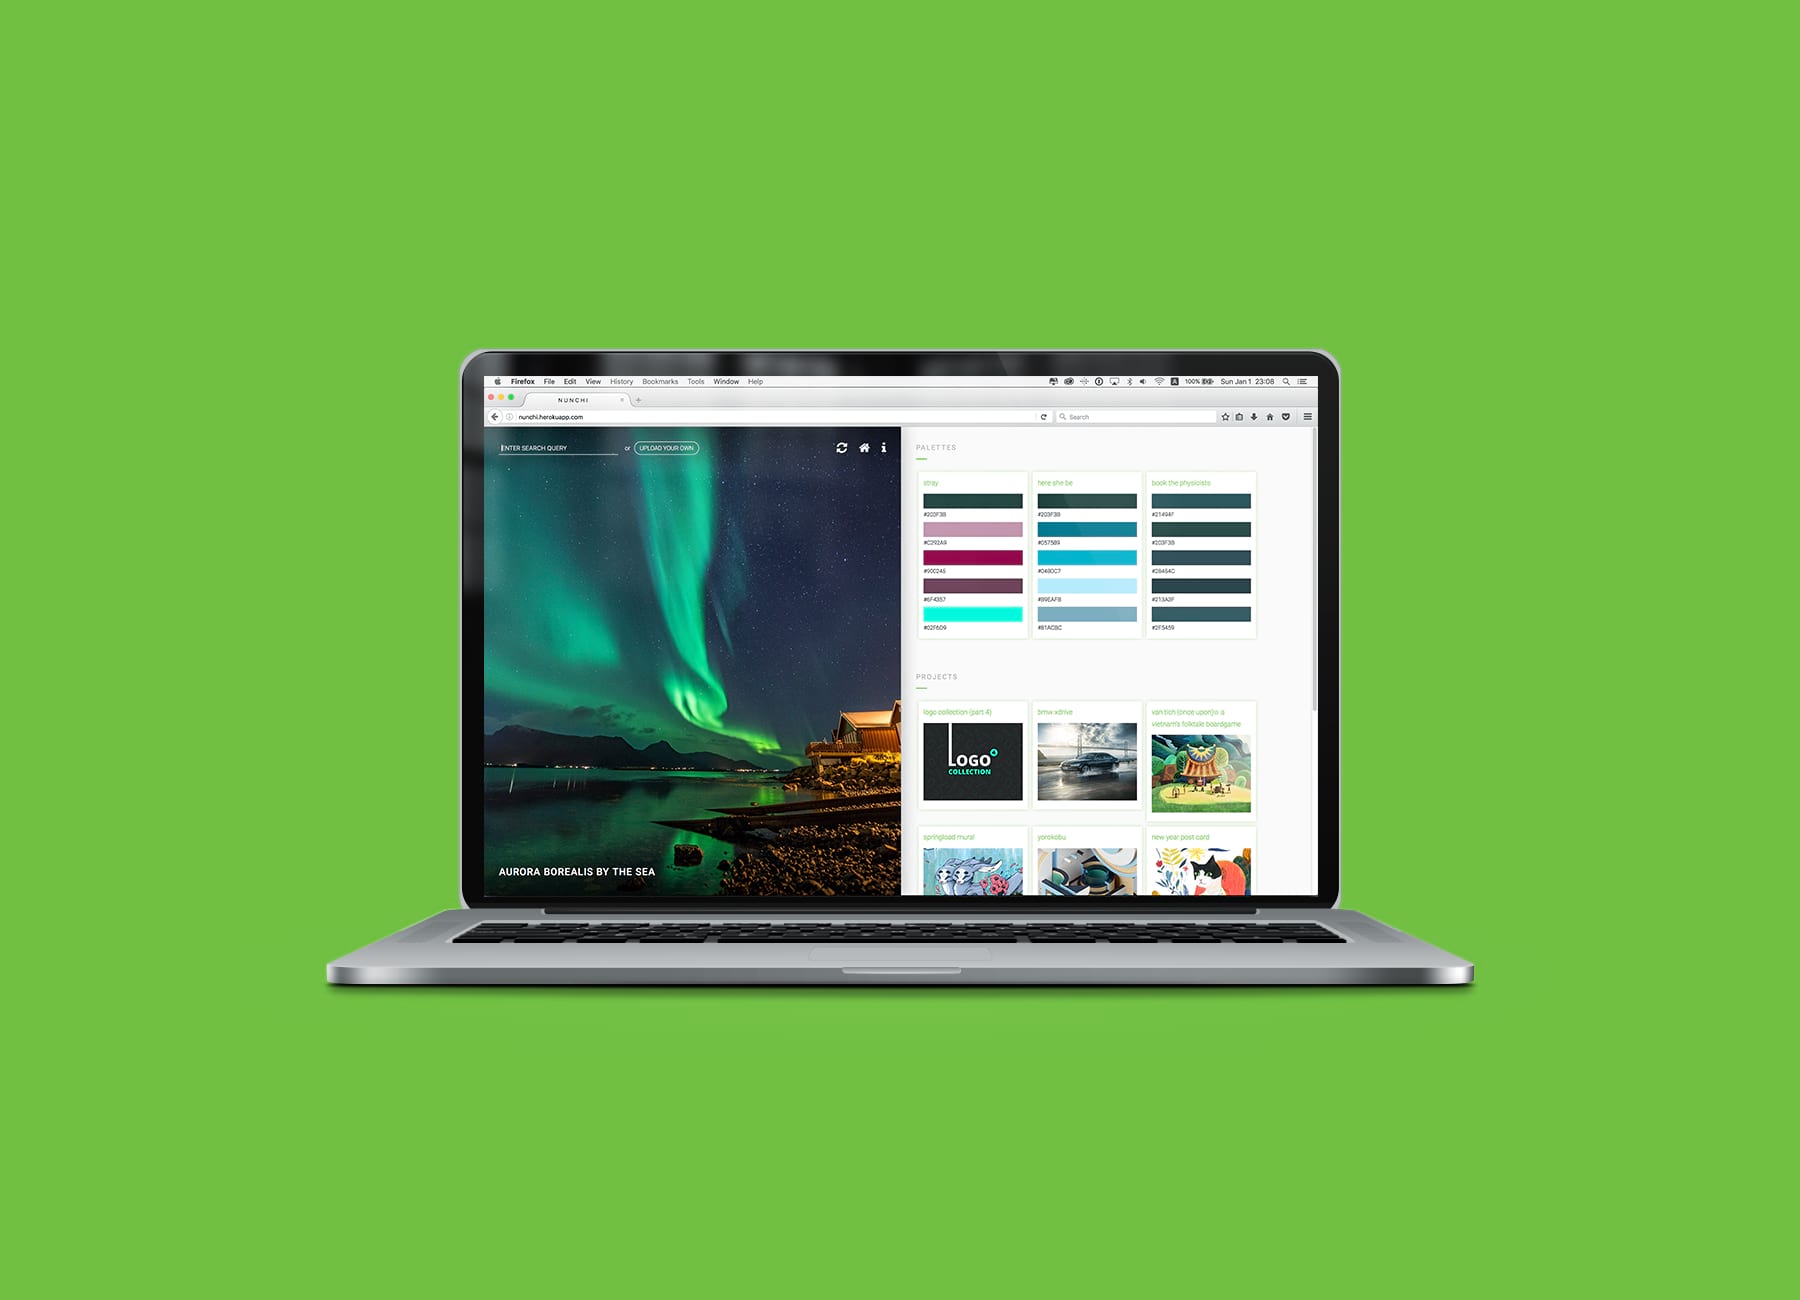 Firefox File Edit View History Bookmarks Tools Window Help
100% Sun Jan 1 23:08
NUNCHI
nunchi.herokuapp.com
Search
ENTER SEARCH QUERY or UPLOAD YOUR OWN
AURORA BOREALIS BY THE SEA
PALETTES
stray
#203F3B
#C292A9
#90024S
#6F4357
#02F6D9
here she be
#203F3B
#057589
#04B0C7
#B9EAFB
#81ACBC
book the physicists
#21494F
#203F3B
#28454C
#213A3F
#2F5459
PROJECTS
logo collection (part 4)
LOGO 4
COLLECTION
bmw xdrive
van tich (once upon)® a
vietnam's folktale boardgame
springload mural
yorokobu
new year post card